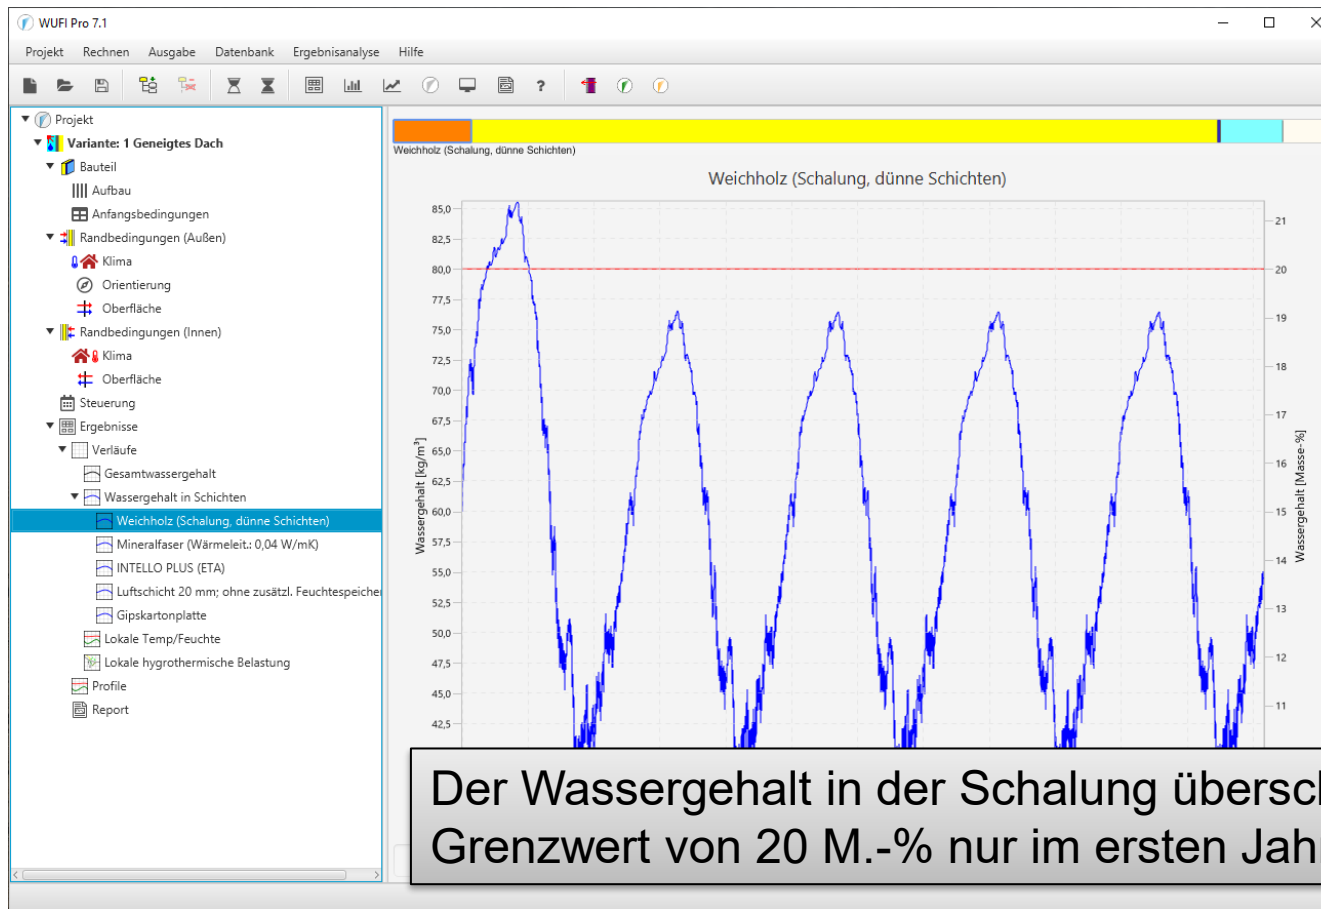 WUFI Pro 7.1
Projekt Rechnen Ausgabe Datenbank Ergebnisanalyse Hilfe
?
Projekt
Variante: 1 Geneigtes Dach
Bauteil
Aufbau
Anfangsbedingungen
Randbedingungen (Außen)
Klima
Orientierung
Oberfläche
Randbedingungen (Innen)
Klima
Oberfläche
Steuerung
Ergebnisse
Verläufe
Gesamtwassergehalt
Wassergehalt in Schichten
Weichholz (Schalung, dünne Schichten)
Mineralfaser (Wärmeleit.: 0,04 W/mK)
INTELLO PLUS (ETA)
Luftschicht 20 mm; ohne zusätzl. Feuchtespeicher
Gipskartonplatte
Lokale Temp/Feuchte
Lokale hygrothermische Belastung
Profile
Report
Weichholz (Schalung, dünne Schichten)
Weichholz (Schalung, dünne Schichten)
Wassergehalt [kg/m³]
85,0
82,5
80,0
77,5
75,0
72,5
70,0
67,5
65,0
62,5
60,0
57,5
55,0
52,5
50,0
47,5
45,0
42,5
21
20
19
18
17
16
15
14
13
12
11
Wassergehalt [Masse-%]
Der Wassergehalt in der Schalung
Grenzwert von 20 M.-% nur im ersten